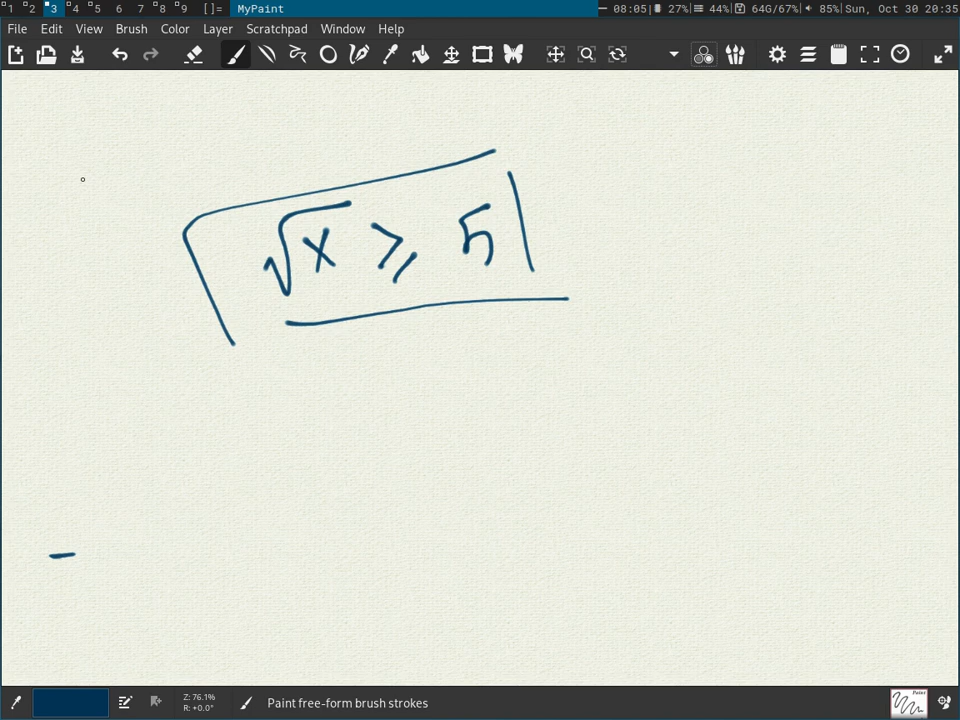 1 2 3 4 5 6 7 8 9 []= MyPaint 08:05 27% 44% 64G/67% 85% Sun, Oct 30 20:35
File Edit View Brush Color Layer Scratchpad Window Help
√x ⩾ 5
Z: 76.1%
R: +0.0°
Paint free-form brush strokes